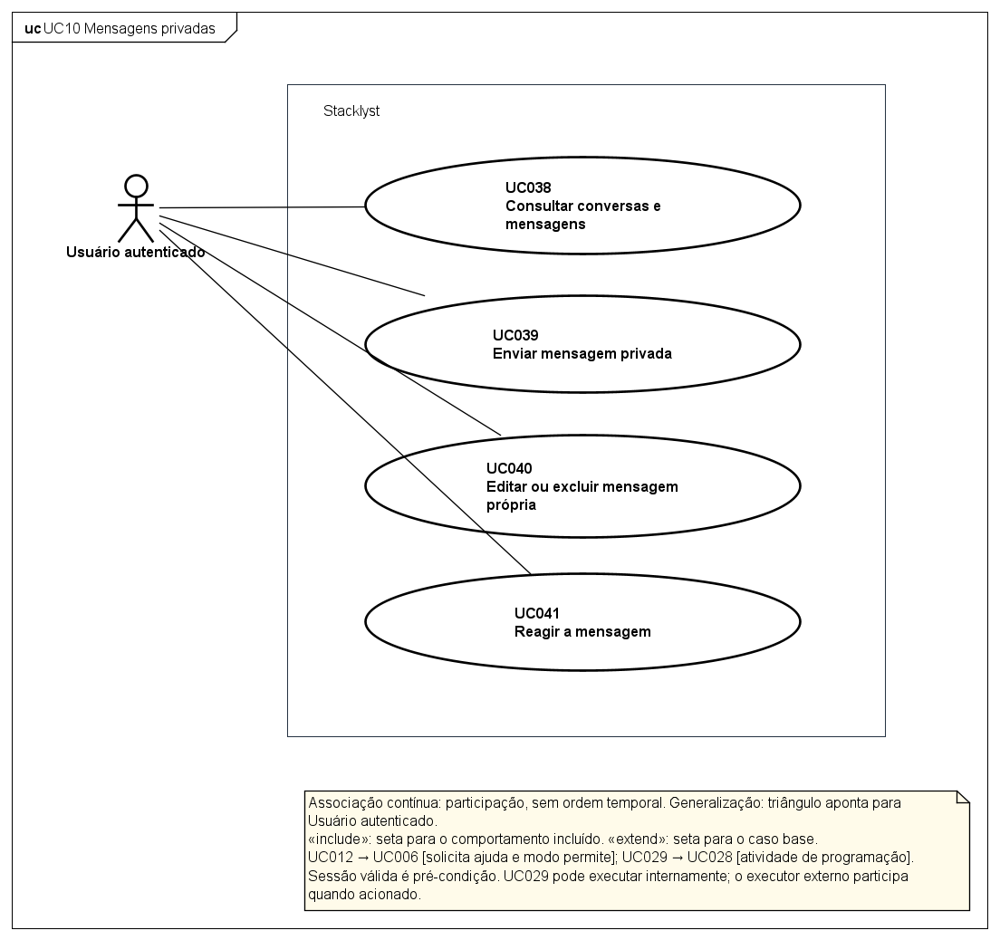 uc UC10 Mensagens privadas
Stacklyst
UC038
Consultar conversas e
mensagens
Usuário autenticado
UC039
Enviar mensagem privada
UC040
Editar ou excluir mensagem
própria
UC041
Reagir a mensagem
Associação contínua: participação, sem ordem temporal. Generalização: triângulo aponta para
Usuário autenticado.
«include»: seta para o comportamento incluído. «extend»: seta para o caso base.
UC012 → UC006 [solicita ajuda e modo permite]; UC029 → UC028 [atividade de programação].
Sessão válida é pré-condição. UC029 pode executar internamente; o executor externo participa
quando acionado.